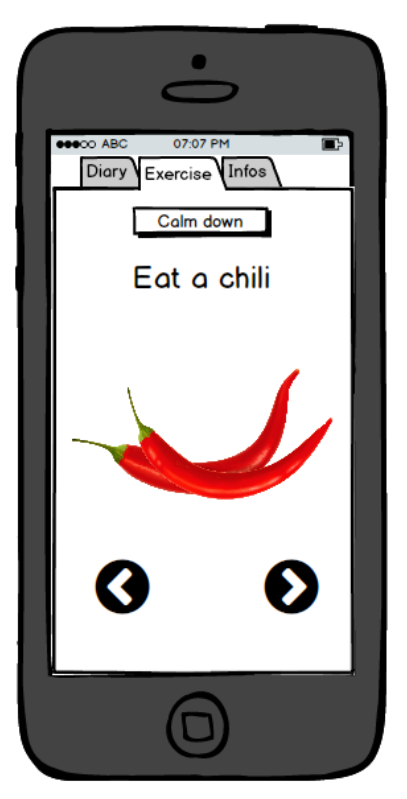 ABC 07:07 PM
Diary Exercise Infos
Calm down
Eat a chili